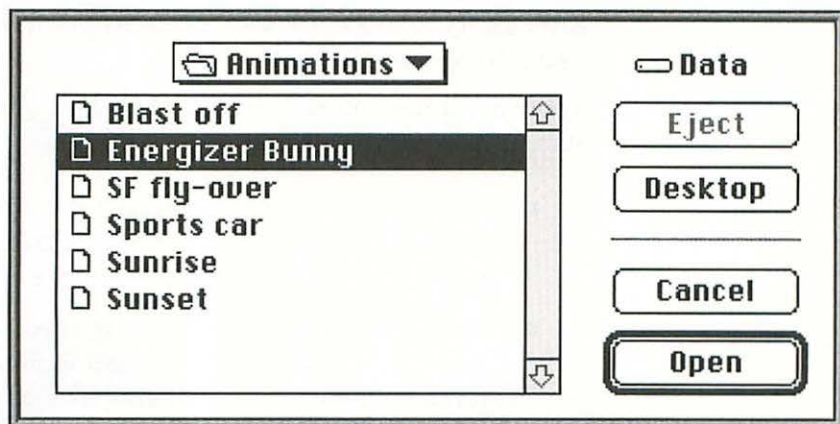 Animations
Data
Blast off
Energizer Bunny
SF fly-over
Sports car
Sunrise
Sunset
Eject
Desktop
Cancel
Open